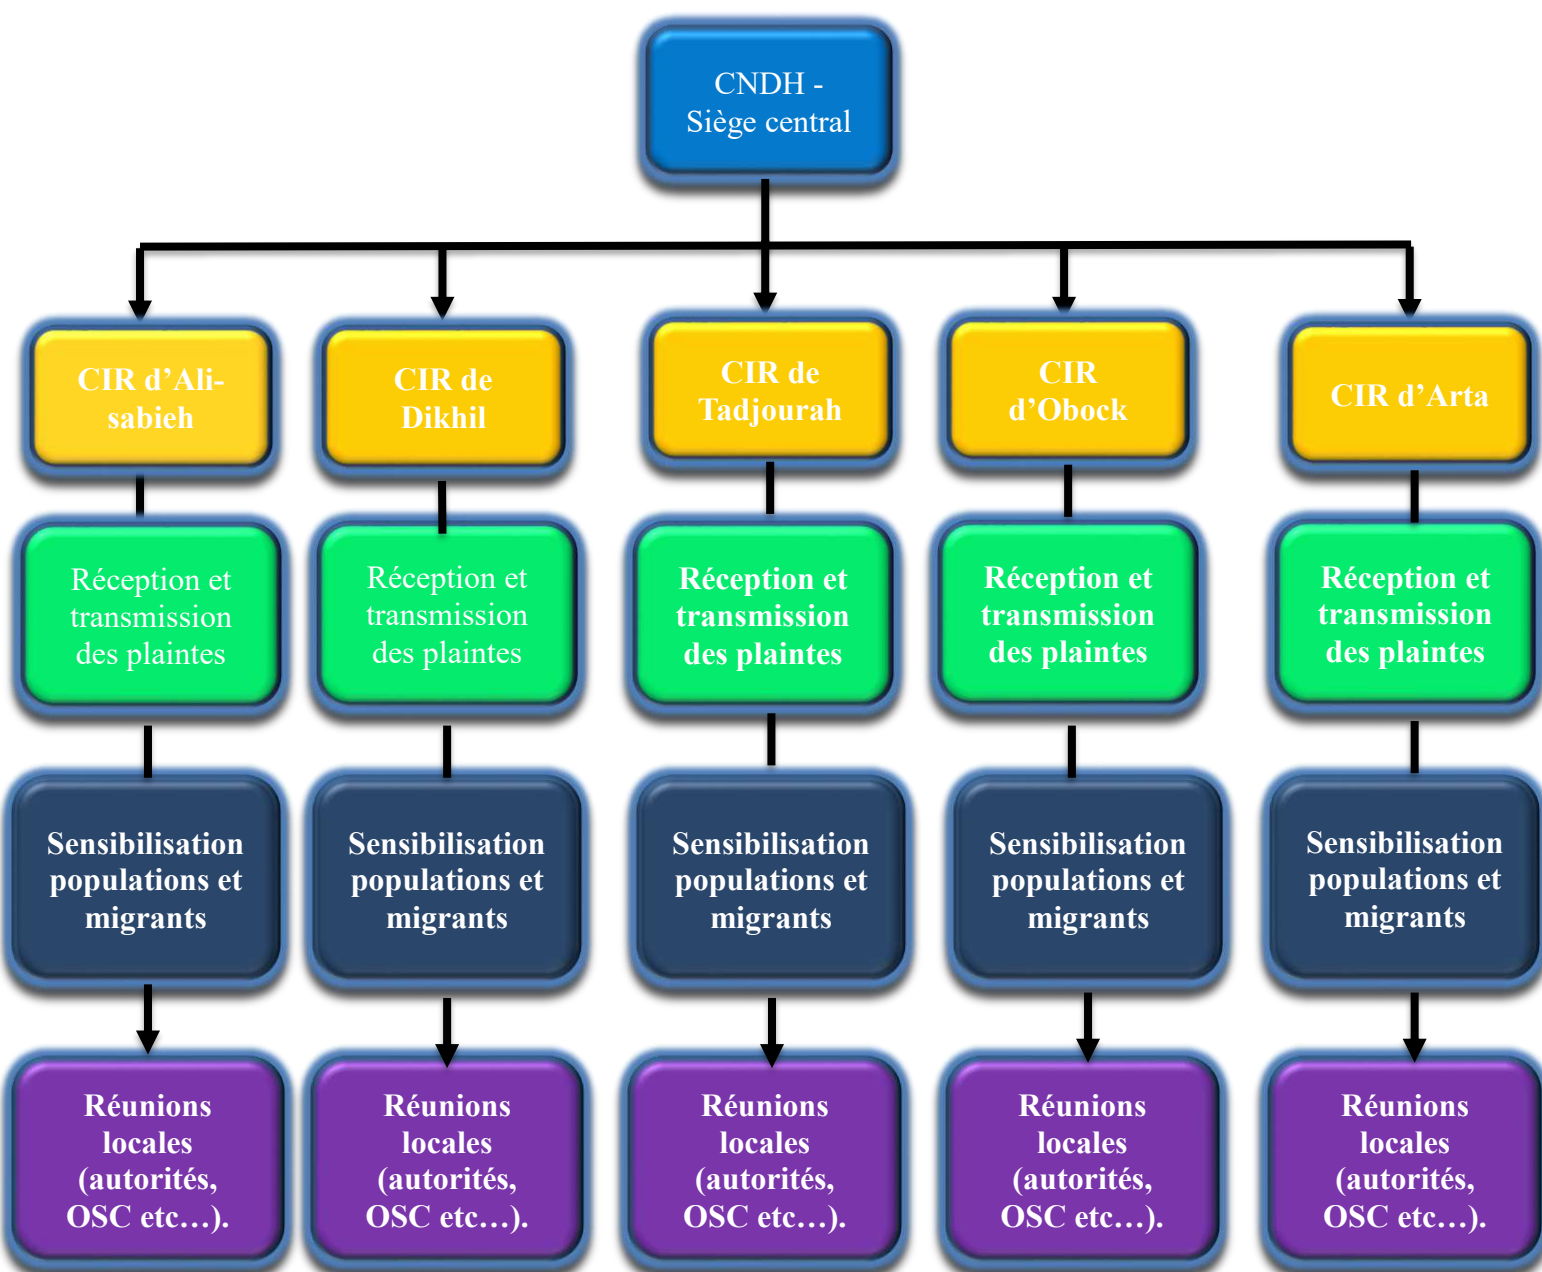 CNDH -
Siège central
CIR d’Ali-
sabieh
CIR de
Dikhil
CIR de
Tadjourah
CIR
d’Obock
CIR d’Arta
Réception et
transmission
des plaintes
Réception et
transmission
des plaintes
Réception et
transmission
des plaintes
Réception et
transmission
des plaintes
Réception et
transmission
des plaintes
Sensibilisation
populations et
migrants
Sensibilisation
populations et
migrants
Sensibilisation
populations et
migrants
Sensibilisation
populations et
migrants
Sensibilisation
populations et
migrants
Réunions
locales
(autorités,
OSC etc…).
Réunions
locales
(autorités,
OSC etc…).
Réunions
locales
(autorités,
OSC etc…).
Réunions
locales
(autorités,
OSC etc…).
Réunions
locales
(autorités,
OSC etc…).